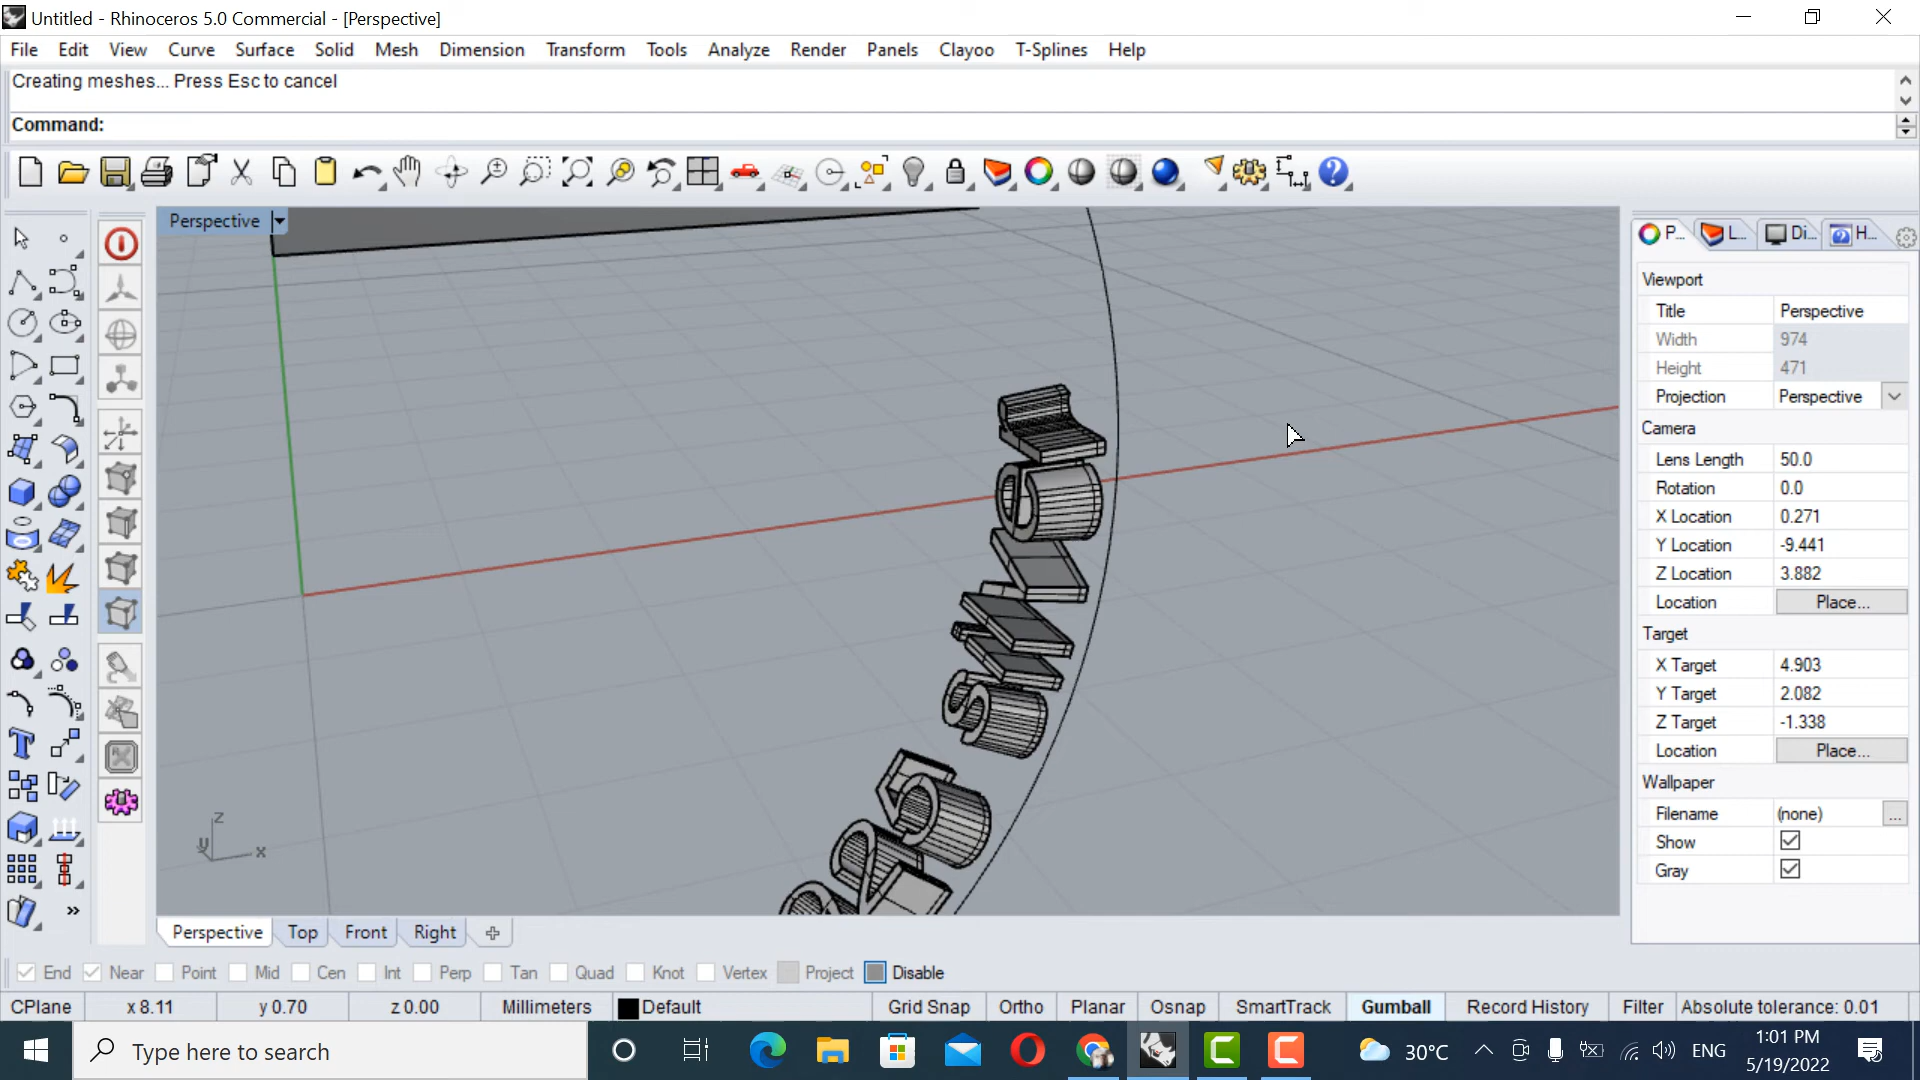 Untitled - Rhinoceros 5.0 Commercial - [Perspective]
File Edit View Curve Surface Solid Mesh Dimension Transform Tools Analyze Render Panels Clayoo T-Splines Help
Creating meshes... Press Esc to cancel
Command:
Perspective
P... L... Di... H...
Viewport
Title Perspective
Width 974
Height 471
Projection Perspective
Camera
Lens Length 50.0
Rotation 0.0
X Location 0.271
Y Location -9.441
Z Location 3.882
Location Place...
Target
X Target 4.903
Y Target 2.082
Z Target -1.338
Location Place...
Wallpaper
Filename (none) ...
Show
Gray
z
y x
Perspective Top Front Right
End Near Point Mid Cen Int Perp Tan Quad Knot Vertex Project Disable
CPlane x 8.11 y 0.70 z 0.00 Millimeters Default Grid Snap Ortho Planar Osnap SmartTrack Gumball Record History Filter Absolute tolerance: 0.01
Type here to search
30°C ENG
1:01 PM
5/19/2022